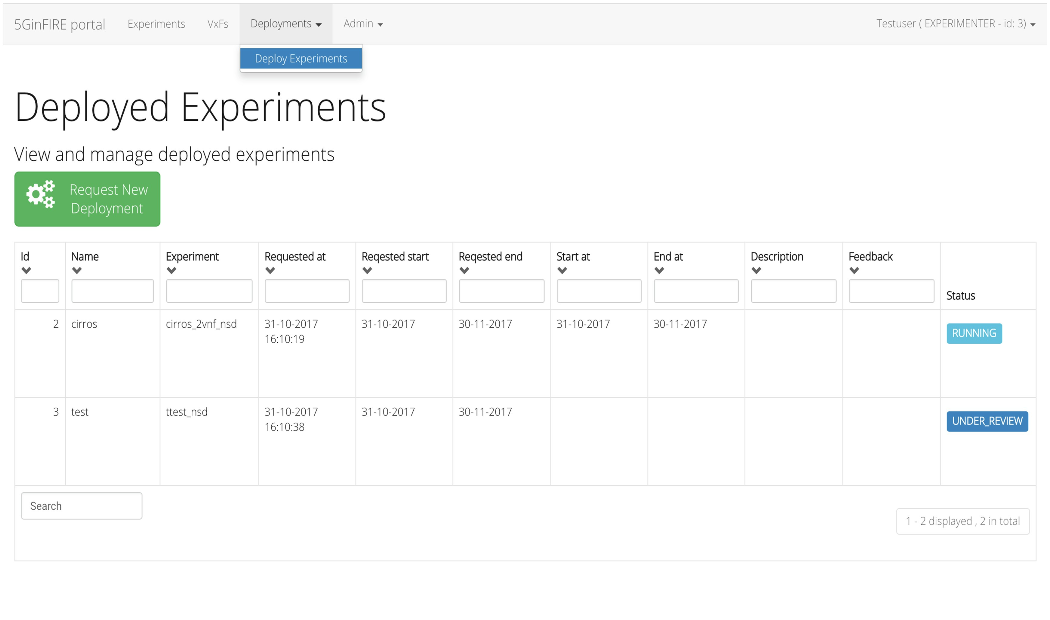 5GinFIRE portal Experiments VxFs Deployments Admin Testuser ( EXPERIMENTER - id: 3)
Deploy Experiments
Deployed Experiments
View and manage deployed experiments
Request New
Deployment
Id Name Experiment Requested at Reqested start Reqested end Start at End at Description Feedback
Status
2 cirros cirros_2vnf_nsd 31-10-2017 31-10-2017 30-11-2017 31-10-2017 30-11-2017
16:10:19
RUNNING
3 test ttest_nsd 31-10-2017 31-10-2017 30-11-2017
16:10:38
UNDER_REVIEW
Search
1 - 2 displayed , 2 in total